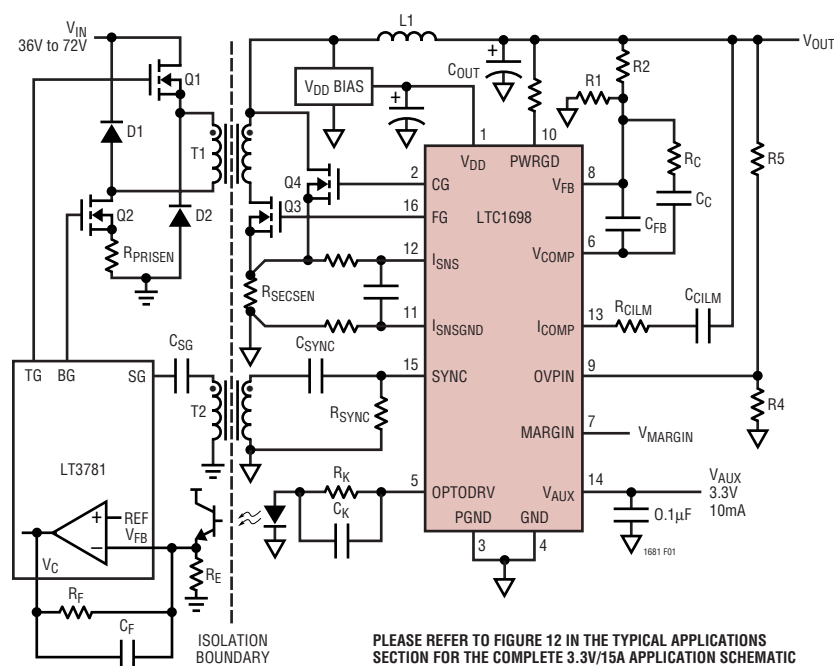 VIN
36V to 72V
L1
VOUT
Q1
COUT
R2
R1
VDD BIAS
D1
T1
1
10
VDD
PWRGD
RC
R5
Q4
2
CG
VFB
8
Q2
Q3
16
FG
LTC1698
CC
D2
CFB
RPRISEN
12
ISNS
VCOMP
6
RSECSEN
RCILM
CCILM
11
ISNSGND
ICOMP
13
CSG
CSYNC
TG
BG
SG
15
SYNC
OVPIN
9
T2
RSYNC
R4
MARGIN
7
VMARGIN
LT3781
RK
5
OPTODRV
VAUX
14
VAUX
3.3V
10mA
CK
REF
VFB
PGND
GND
0.1µF
VC
RE
3
4
1681 F01
RF
CF
ISOLATION
BOUNDARY
PLEASE REFER TO FIGURE 12 IN THE TYPICAL APPLICATIONS
SECTION FOR THE COMPLETE 3.3V/15A APPLICATION SCHEMATIC